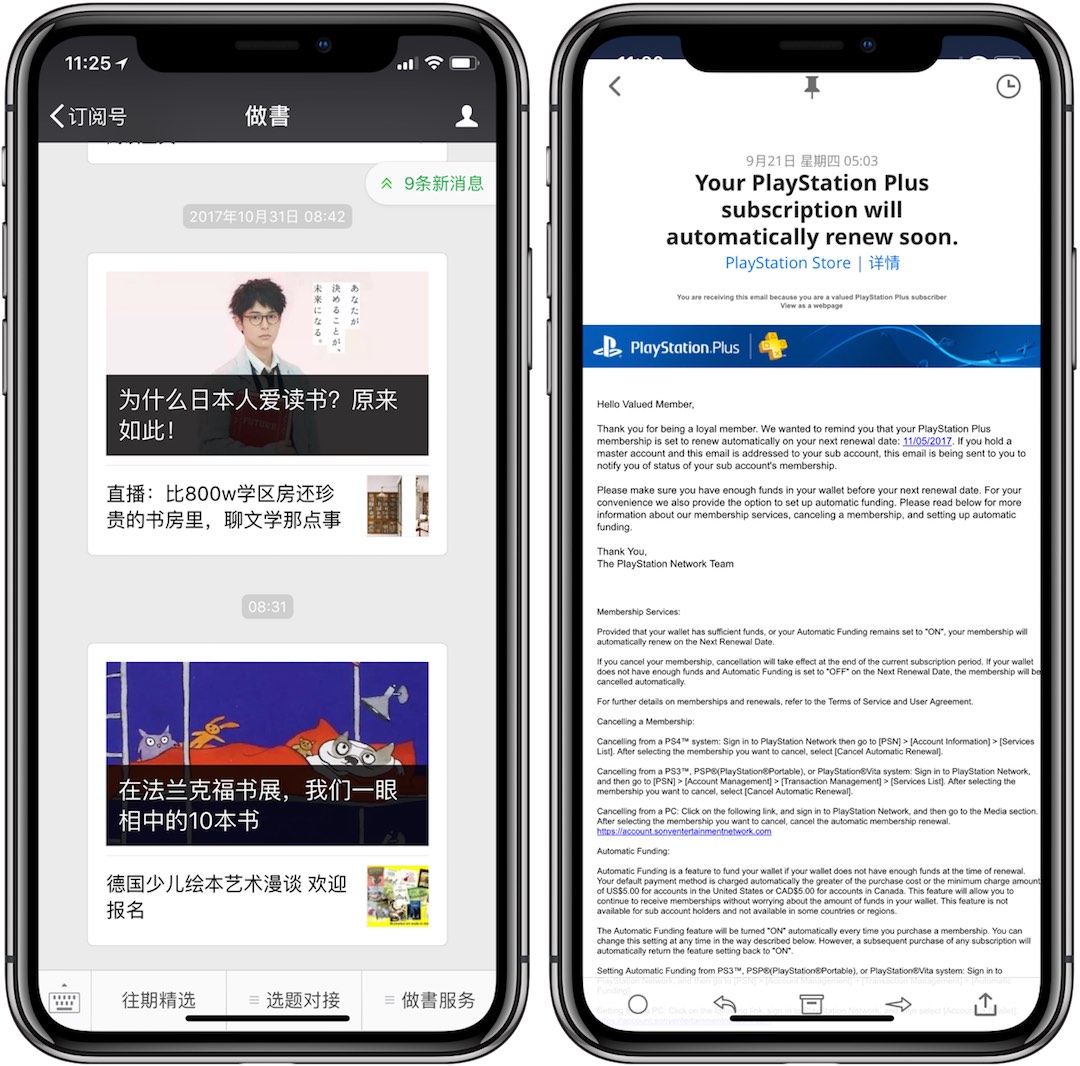 11:25
订阅号
做書
9条新消息
2017年10月31日 08:42
あなたが
決めることが、
未来になる。
FUTURE
为什么日本人爱读书？原来
如此！
直播：比800w学区房还珍
贵的书房里，聊文学那点事
08:31
在法兰克福书展，我们一眼
相中的10本书
德国少儿绘本艺术漫谈 欢迎
报名
往期精选
选题对接
做書服务
9月21日 星期四 05:03
Your PlayStation Plus
subscription will
automatically renew soon.
PlayStation Store | 详情
You are receiving this email because you are a valued PlayStation Plus subscriber
View as a webpage
PlayStation.Plus
Hello Valued Member,
Thank you for being a loyal member. We wanted to remind you that your PlayStation Plus
membership is set to renew automatically on your next renewal date: 11/05/2017. If you hold a
master account and this email is addressed to your sub account, this email is being sent to you to
notify you of status of your sub account's membership.
Please make sure you have enough funds in your wallet before your next renewal date. For your
convenience we also provide the option to set up automatic funding. Please read below for more
information about our membership services, canceling a membership, and setting up automatic
funding.
Thank You,
The PlayStation Network Team
Membership Services:
Provided that your wallet has sufficient funds, or your Automatic Funding remains set to "ON", your membership will
automatically renew on the Next Renewal Date.
If you cancel your membership, cancellation will take effect at the end of the current subscription period. If your wallet
does not have enough funds and Automatic Funding is set to "OFF" on the Next Renewal Date, the membership will be
cancelled automatically.
For further details on memberships and renewals, refer to the Terms of Service and User Agreement.
Cancelling a Membership:
Cancelling from a PS4™ system: Sign in to PlayStation Network then go to [PSN] > [Account Information] > [Services
List]. After selecting the membership you want to cancel, select [Cancel Automatic Renewal].
Cancelling from a PS3™, PSP®(PlayStation®Portable), or PlayStation®Vita system: Sign in to PlayStation Network,
and then go to [PSN] > [Account Management] > [Transaction Management] > [Services List]. After selecting the
membership you want to cancel, select [Cancel Automatic Renewal].
Cancelling from a PC: Click on the following link, and sign in to PlayStation Network, and then go to the Media section.
After selecting the membership you want to cancel, cancel the automatic membership renewal.
https://account.sonyentertainmentnetwork.com
Automatic Funding:
Automatic Funding is a feature to fund your wallet if your wallet does not have enough funds at the time of renewal.
Your default payment method is charged automatically the greater of the purchase cost or the minimum charge amount
of US$5.00 for accounts in the United States or CAD$5.00 for accounts in Canada. This feature will allow you to
continue to receive memberships without worrying about the amount of funds in your wallet. This feature is not
available for sub account holders and not available in some countries or regions.
The Automatic Funding feature will be turned "ON" automatically every time you purchase a membership. You can
change this setting at any time in the way described below. However, a subsequent purchase of any subscription will
automatically return the feature setting back to "ON".
Setting Automatic Funding from PS3™, PSP®(PlayStation®Portable), or PlayStation®Vita system: Sign in to
PlayStation Network, and then go to [PSN] > [Account Management] > [Transaction Management] > [Automatic
Funding].